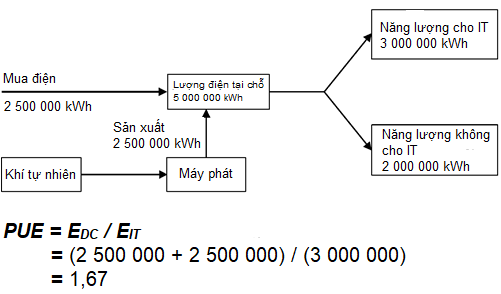 Mua điện
2 500 000 kWh
Lượng điện tại chỗ
5 000 000 kWh
Năng lượng cho IT
3 000 000 kWh
Sản xuất
2 500 000 kWh
Năng lượng không
cho IT
2 000 000 kWh
Khí tự nhiên
Máy phát
PUE = EDC / EIT
= (2 500 000 + 2 500 000) / (3 000 000)
= 1,67